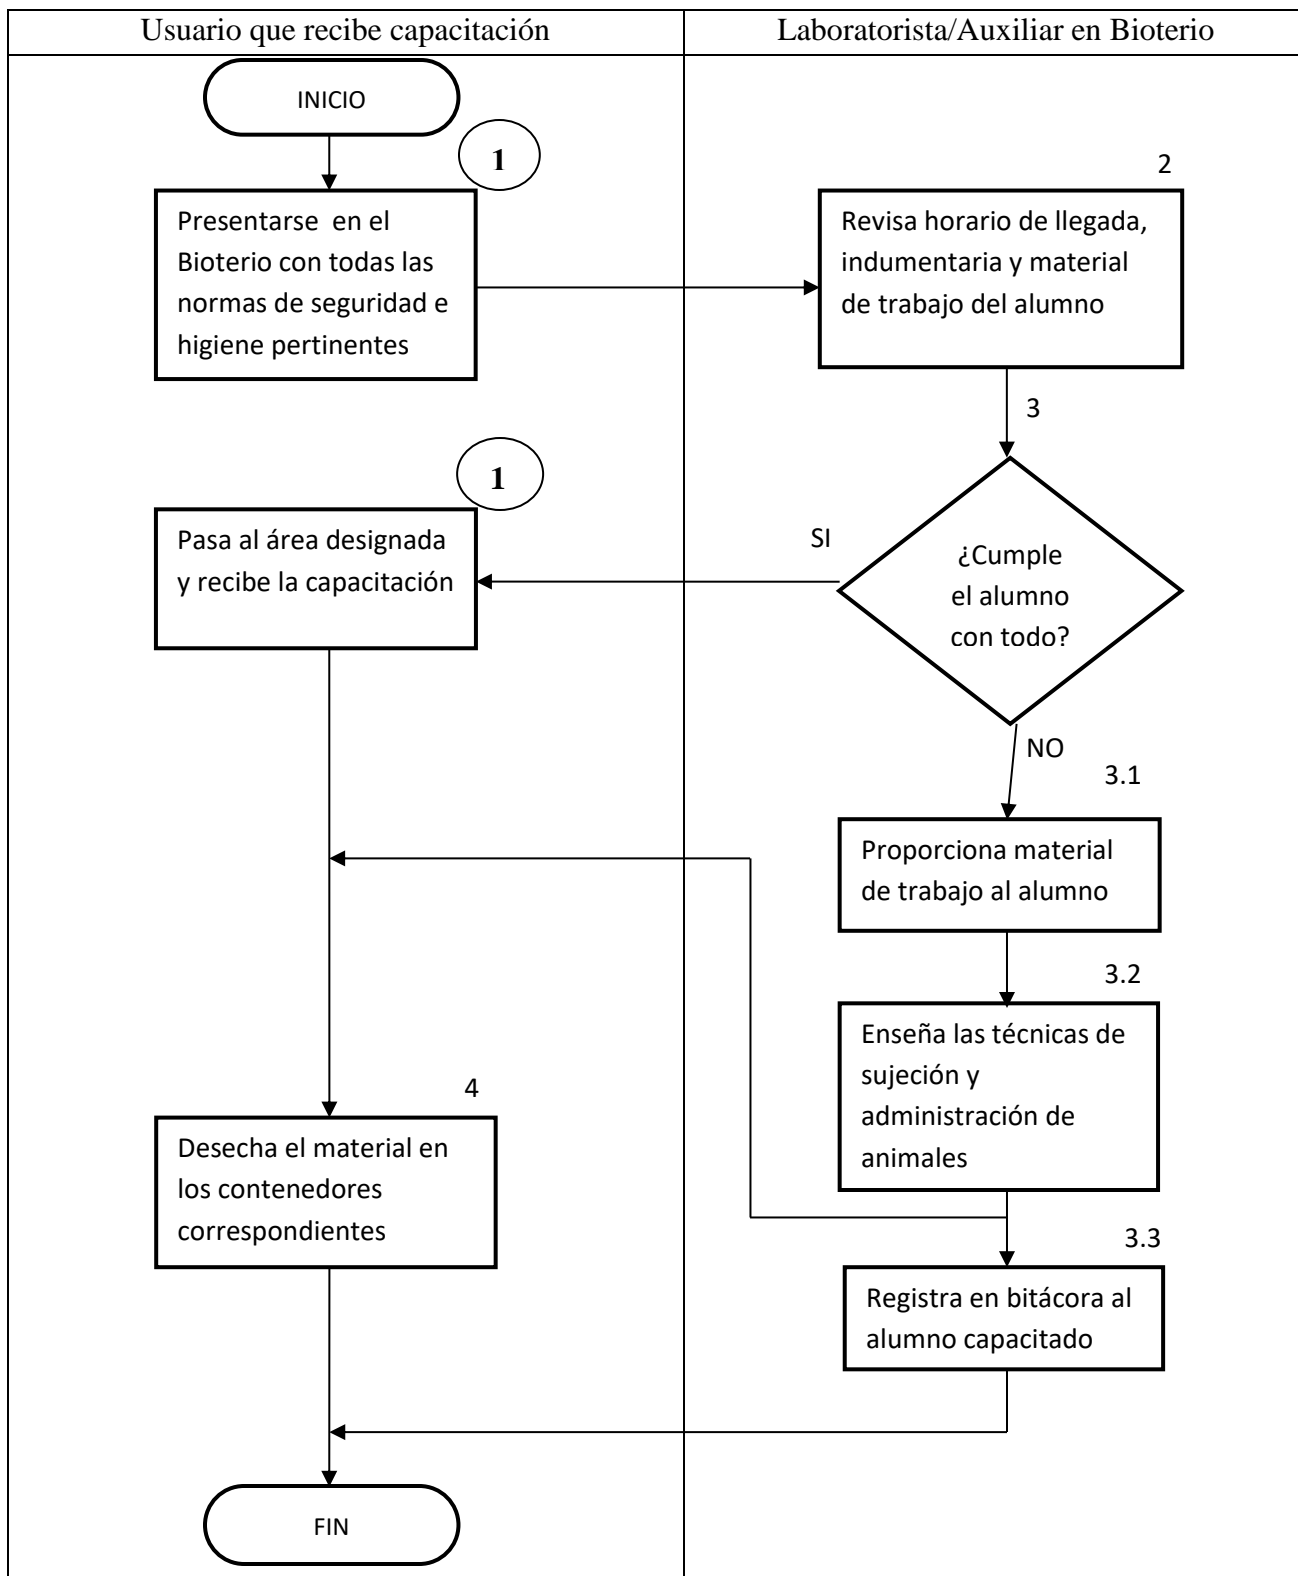 Usuario que recibe capacitación
Laboratorista/Auxiliar en Bioterio
INICIO
1
Presentarse en el
Bioterio con todas las
normas de seguridad e
higiene pertinentes
2
Revisa horario de llegada,
indumentaria y material
de trabajo del alumno
3
¿Cumple
el alumno
con todo?
SI
1
Pasa al área designada
y recibe la capacitación
NO
3.1
Proporciona material
de trabajo al alumno
3.2
Enseña las técnicas de
sujeción y
administración de
animales
4
Desecha el material en
los contenedores
correspondientes
3.3
Registra en bitácora al
alumno capacitado
FIN